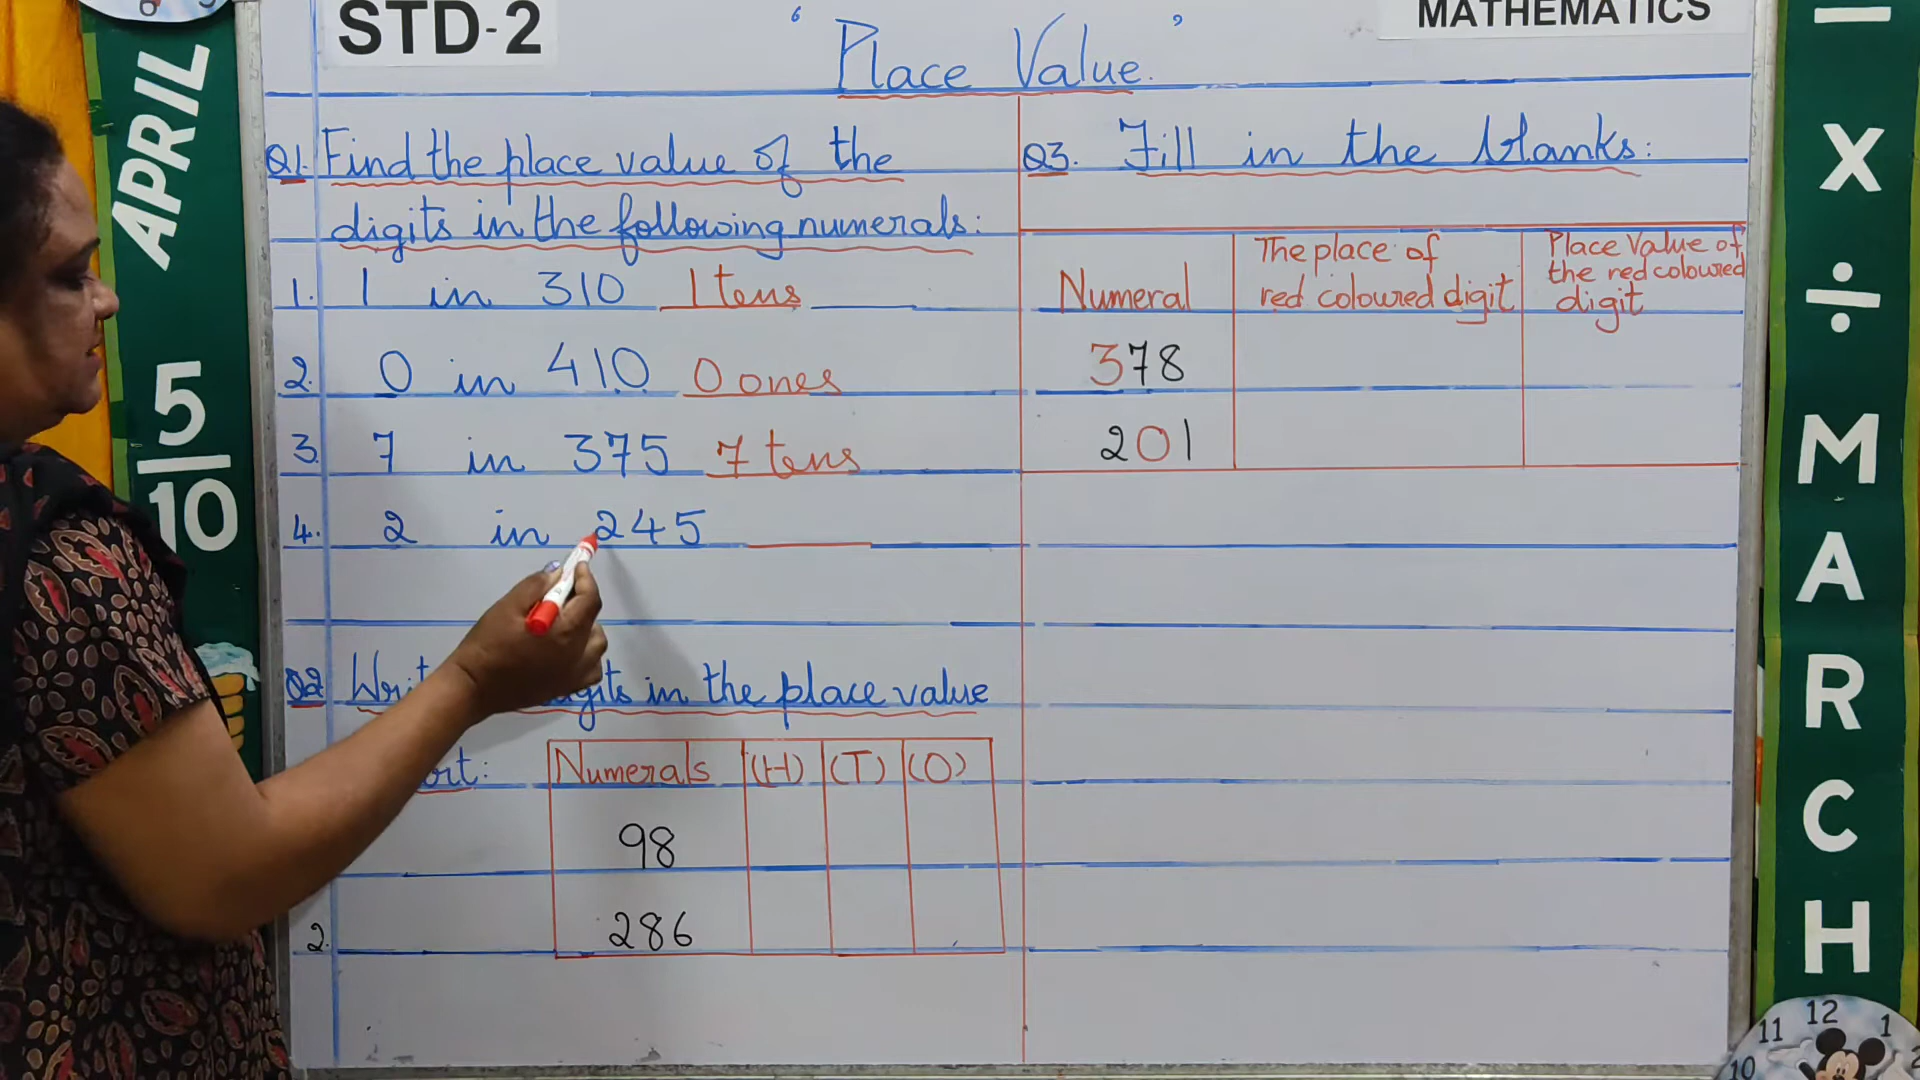 STD-2
MATHEMATICS
‘ Place Value. ’
Q1. Find the place value of the
digits in the following numerals:
1. 1 in 310 1 tens
2. 0 in 410 0 ones
3. 7 in 375 7 tens
4. 2 in 245
Q2 in the place value
Numerals (H) (T) (O)
98
2. 286
Q3. Fill in the blanks:
Numeral
The place of
red coloured digit
Place Value of
the red coloured
digit
378
201
APRIL
5
10
X
÷
MARCH
10 11 12 1